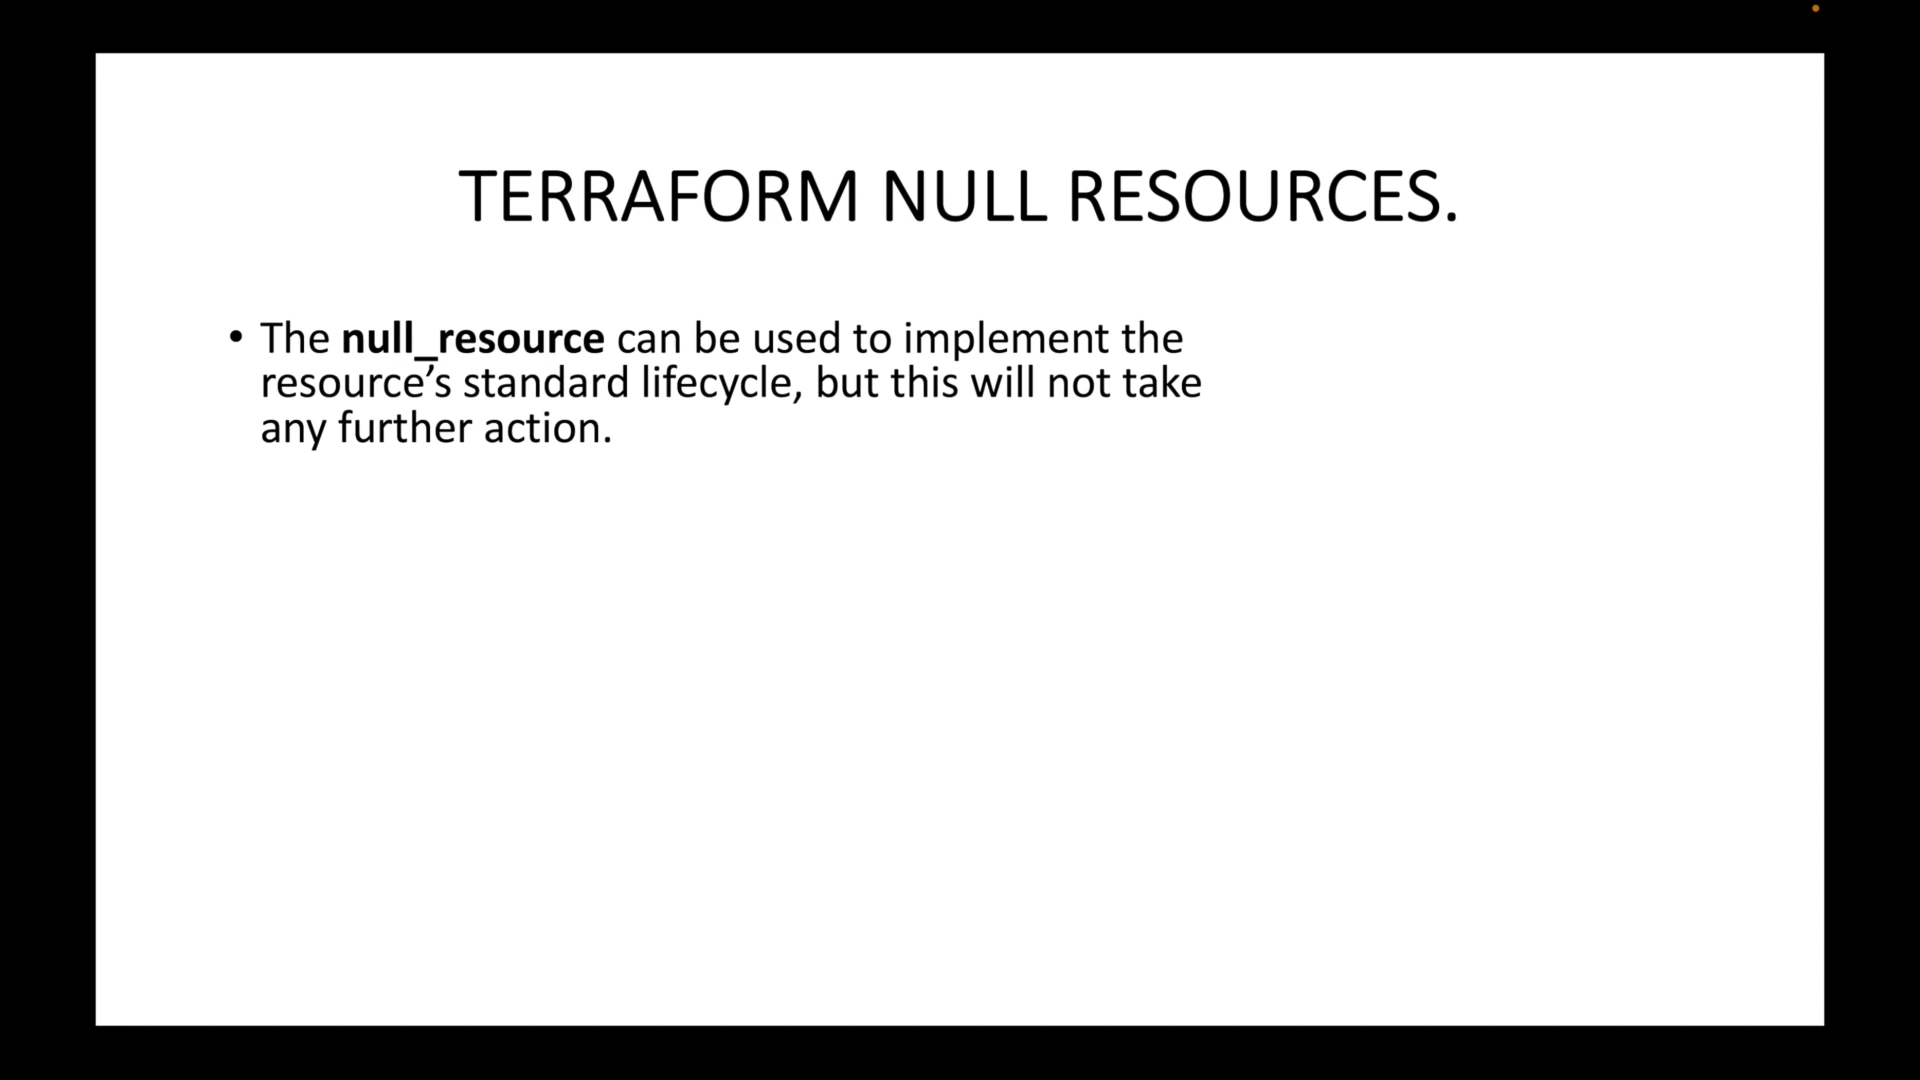 TERRAFORM NULL RESOURCES.
• The null_resource can be used to implement the
resource’s standard lifecycle, but this will not take
any further action.